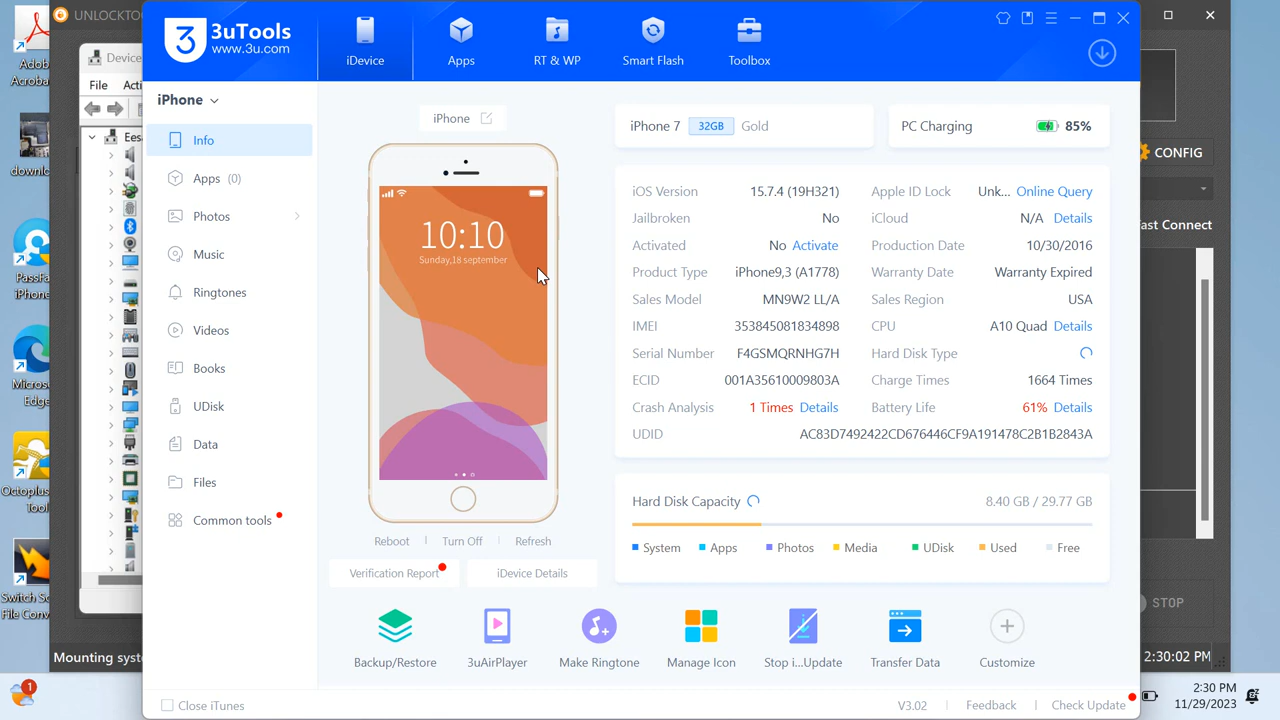 UNLOCKTO
3uTools
www.3u.com
3
iDevice
Apps
RT & WP
Smart Flash
Toolbox
Adob
Acroba
Device
File Acti
Ees
downlo
PassFa
iPhone
Micros
Edge
Octoplus
Tool
Switch So
File Conv
iPhone
Info
Apps (0)
Photos
Music
Ringtones
Videos
Books
UDisk
Data
Files
Common tools
iPhone
10:10
Sunday,18 september
Reboot Turn Off Refresh
Verification Report iDevice Details
iPhone 7 32GB Gold
PC Charging 85%
iOS Version 15.7.4 (19H321) Apple ID Lock Unk... Online Query
Jailbroken No iCloud N/A Details
Activated No Activate Production Date 10/30/2016
Product Type iPhone9,3 (A1778) Warranty Date Warranty Expired
Sales Model MN9W2 LL/A Sales Region USA
IMEI 353845081834898 CPU A10 Quad Details
Serial Number F4GSMQRNHG7H Hard Disk Type
ECID 001A35610009803A Charge Times 1664 Times
Crash Analysis 1 Times Details Battery Life 61% Details
UDID AC83D7492422CD676446CF9A191478C2B1B2843A
Hard Disk Capacity 8.40 GB / 29.77 GB
System Apps Photos Media UDisk Used Free
Backup/Restore 3uAirPlayer Make Ringtone Manage Icon Stop i...Update Transfer Data Customize
Close iTunes V3.02 Feedback Check Update
CONFIG
ast Connect
STOP
Mounting syst
2:30:02 PM
1
2:30 PM
11/29/2023